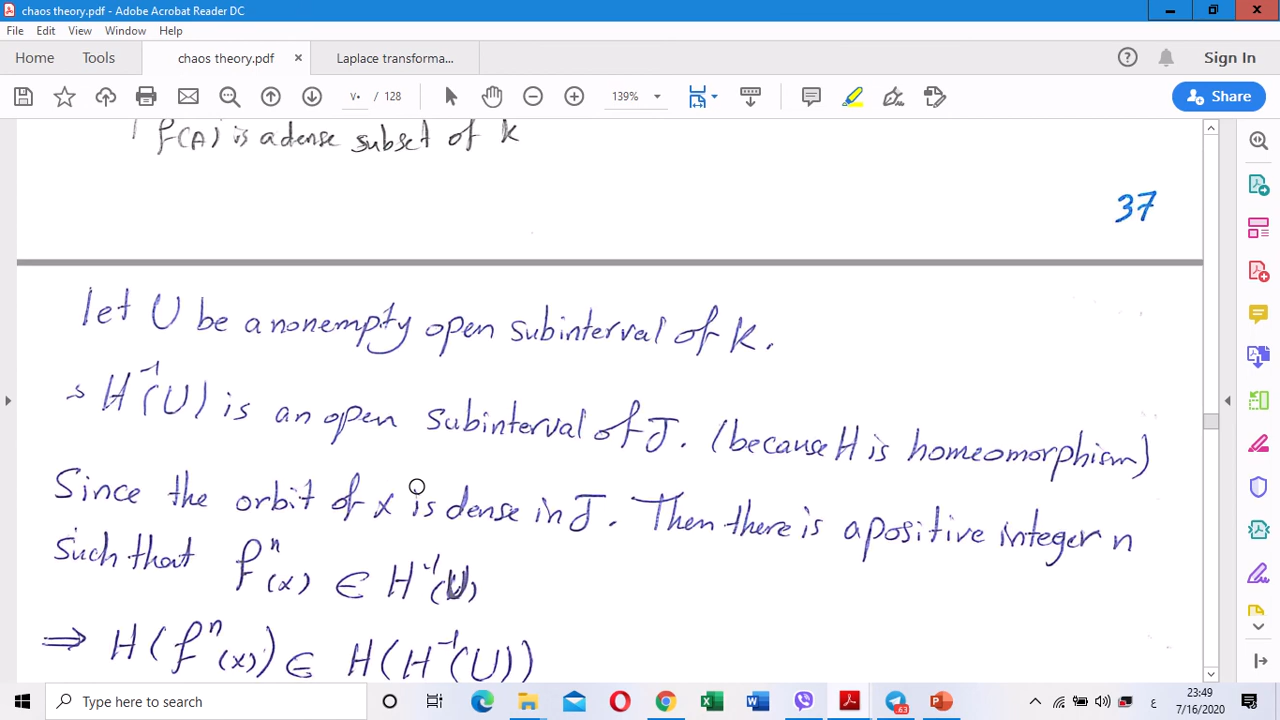 chaos theory.pdf - Adobe Acrobat Reader DC
File Edit View Window Help
Home Tools chaos theory.pdf × Laplace transforma... ? Sign In
/ 128 139% Share
f(A) is a dense subset of K
37
let U be a nonempty open subinterval of K.
→ H⁻¹(U) is an open subinterval of J. (because H is homeomorphism)
Since the orbit of x is dense in J. Then there is a positive integer n
Such that fⁿ(x) ∈ H⁻¹(U)
⇒ H(fⁿ(x)) ∈ H(H⁻¹(U))
Type here to search
.63
ع 23:49
7/16/2020